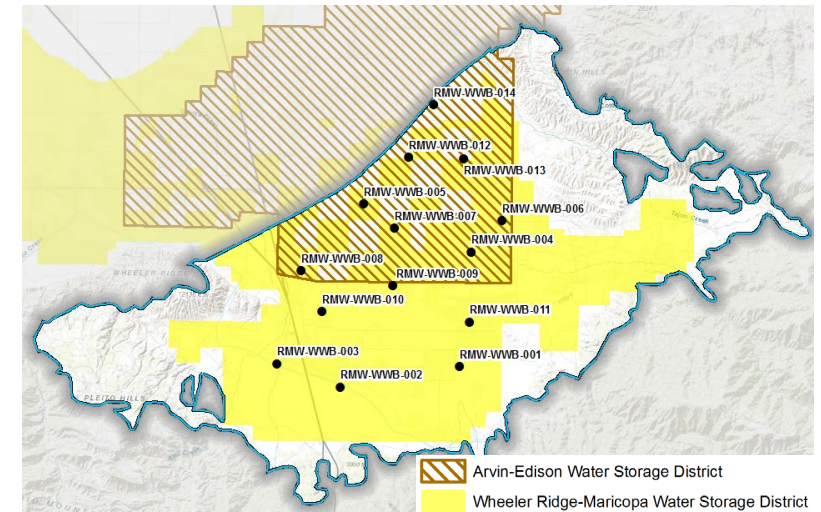 RMW-WWB-014
RMW-WWB-012
RMW-WWB-013
RMW-WWB-005
RMW-WWB-006
RMW-WWB-007
RMW-WWB-004
RMW-WWB-008
RMW-WWB-009
RMW-WWB-010
RMW-WWB-011
RMW-WWB-003
RMW-WWB-001
RMW-WWB-002
PLEITO HILLS
Arvin-Edison Water Storage District
Wheeler Ridge-Maricopa Water Storage District